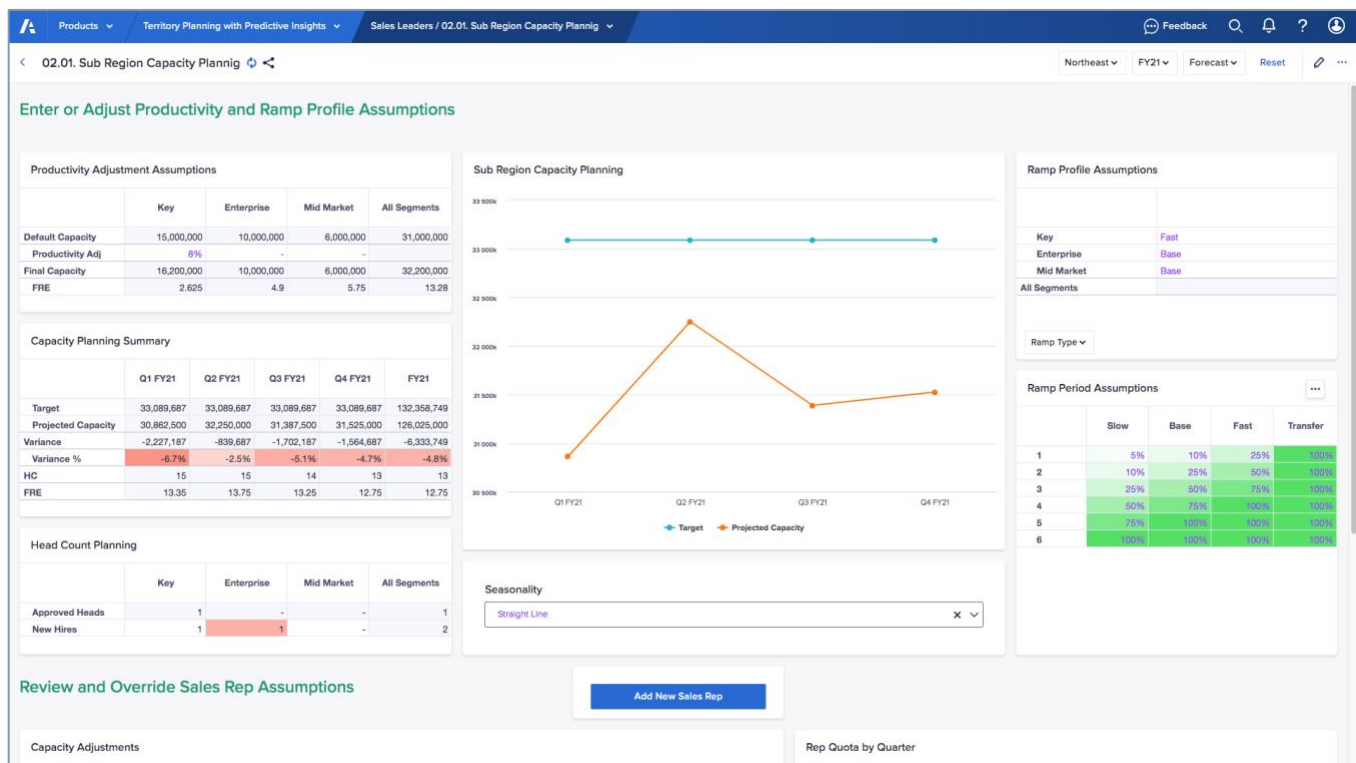 Products
Territory Planning with Predictive Insights
Sales Leaders / 02.01. Sub Region Capacity Plannig
Feedback
?
02.01. Sub Region Capacity Plannig
Northeast
FY21
Forecast
Reset
Enter or Adjust Productivity and Ramp Profile Assumptions
Productivity Adjustment Assumptions
Key Enterprise Mid Market All Segments
Default Capacity 15,000,000 10,000,000 6,000,000 31,000,000
Productivity Adj 8% - -
Final Capacity 16,200,000 10,000,000 6,000,000 32,200,000
FRE 2.625 4.9 5.75 13.28
Capacity Planning Summary
Q1 FY21 Q2 FY21 Q3 FY21 Q4 FY21 FY21
Target 33,089,687 33,089,687 33,089,687 33,089,687 132,358,749
Projected Capacity 30,862,500 32,250,000 31,387,500 31,525,000 126,025,000
Variance -2,227,187 -839,687 -1,702,187 -1,564,687 -6,333,749
Variance % -6.7% -2.5% -5.1% -4.7% -4.8%
HC 15 15 14 13 13
FRE 13.35 13.75 13.25 12.75 12.75
Head Count Planning
Key Enterprise Mid Market All Segments
Approved Heads 1 - - 1
New Hires 1 1 - 2
Sub Region Capacity Planning
33 500k
33 000k
32 500k
32 000k
31 500k
31 000k
30 500k
Q1 FY21 Q2 FY21 Q3 FY21 Q4 FY21
Target Projected Capacity
Seasonality
Straight Line
Ramp Profile Assumptions
Key Fast
Enterprise Base
Mid Market Base
All Segments
Ramp Type
Ramp Period Assumptions
Slow Base Fast Transfer
1 5% 10% 25% 100%
2 10% 25% 50% 100%
3 25% 50% 75% 100%
4 50% 75% 100% 100%
5 75% 100% 100% 100%
6 100% 100% 100% 100%
Review and Override Sales Rep Assumptions
Add New Sales Rep
Capacity Adjustments
Rep Quota by Quarter